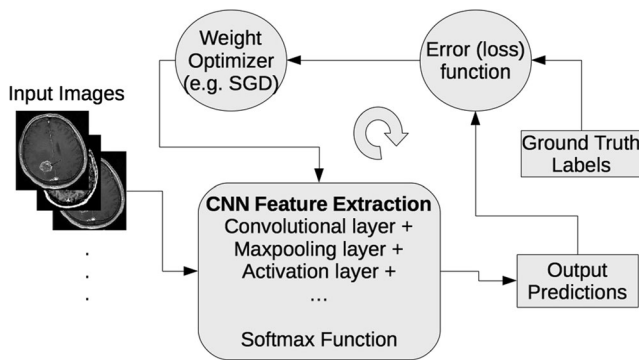 Weight
Optimizer
(e.g. SGD)
Error (loss)
function
Input Images
Ground Truth
Labels
CNN Feature Extraction
Convolutional layer +
Maxpooling layer +
Activation layer +
...
Softmax Function
Output
Predictions